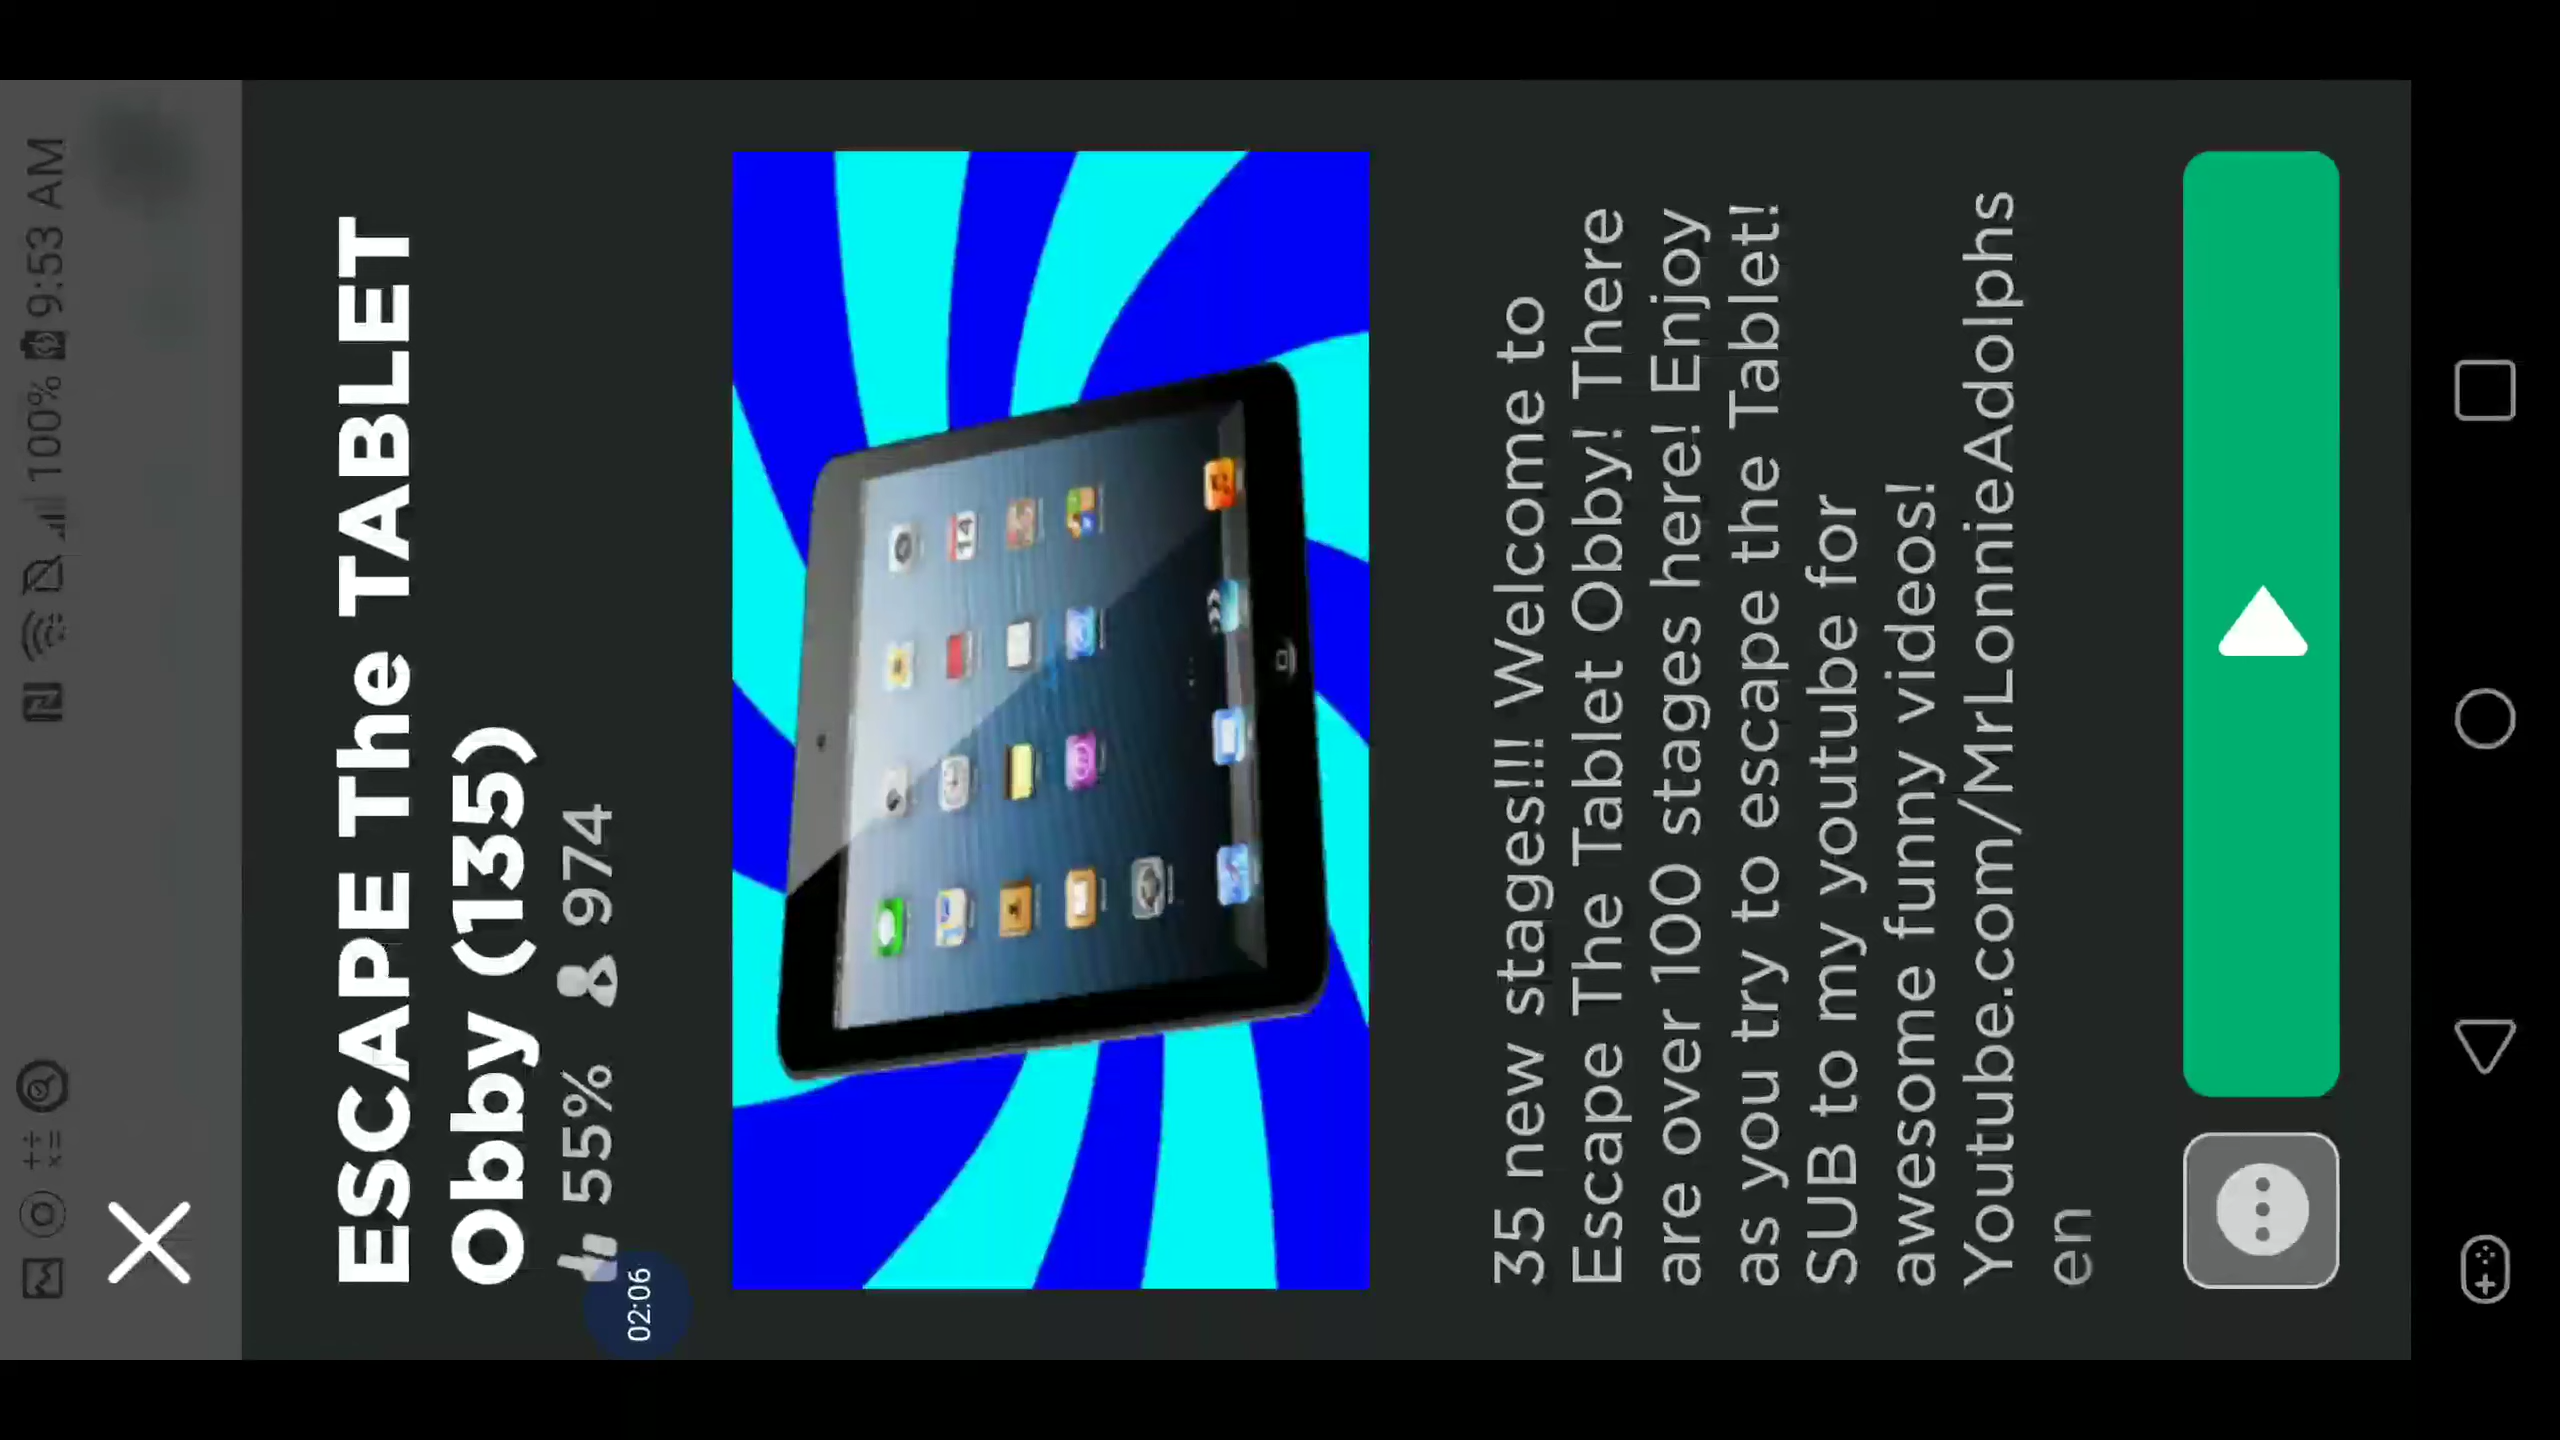 100% 9:53 AM
ESCAPE The TABLET
Obby (135)
55% 974
02:06
14
35 new stages!!! Welcome to
Escape The Tablet Obby! There
are over 100 stages here! Enjoy
as you try to escape the Tablet!
SUB to my youtube for
awesome funny videos!
Youtube.com/MrLonnieAdolphs
en